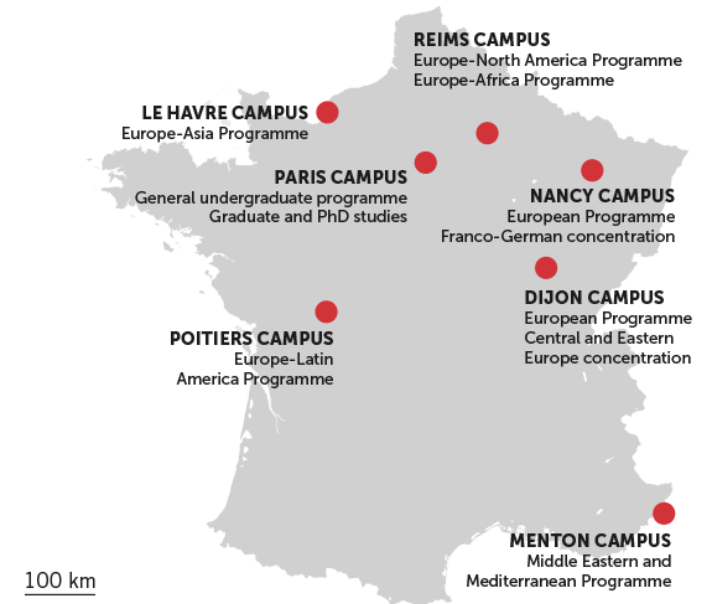 REIMS CAMPUS
Europe-North America Programme
Europe-Africa Programme
LE HAVRE CAMPUS
Europe-Asia Programme
PARIS CAMPUS
General undergraduate programme
Graduate and PhD studies
NANCY CAMPUS
European Programme
Franco-German concentration
DIJON CAMPUS
European Programme
Central and Eastern
Europe concentration
POITIERS CAMPUS
Europe-Latin
America Programme
MENTON CAMPUS
Middle Eastern and
Mediterranean Programme
100 km